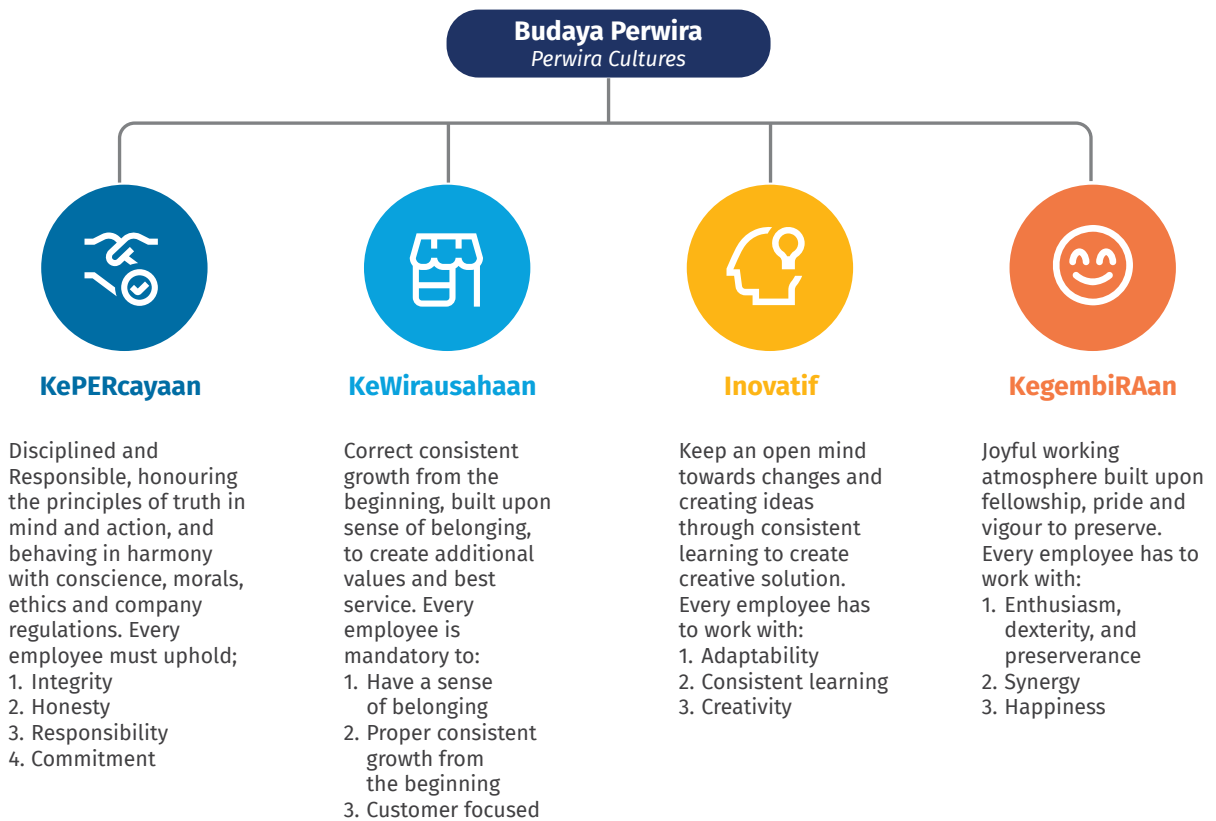 Budaya Perwira
Perwira Cultures
KePERcayaan
Disciplined and
Responsible, honouring
the principles of truth in
mind and action, and
behaving in harmony
with conscience, morals,
ethics and company
regulations. Every
employee must uphold;
1. Integrity
2. Honesty
3. Responsibility
4. Commitment
KeWirausahaan
Correct consistent
growth from the
beginning, built upon
sense of belonging,
to create additional
values and best
service. Every
employee is
mandatory to:
1. Have a sense
of belonging
2. Proper consistent
growth from
the beginning
3. Customer focused
Inovatif
Keep an open mind
towards changes and
creating ideas
through consistent
learning to create
creative solution.
Every employee has
to work with:
1. Adaptability
2. Consistent learning
3. Creativity
KegembiRAan
Joyful working
atmosphere built upon
fellowship, pride and
vigour to preserve.
Every employee has to
work with:
1. Enthusiasm,
dexterity, and
preserverance
2. Synergy
3. Happiness